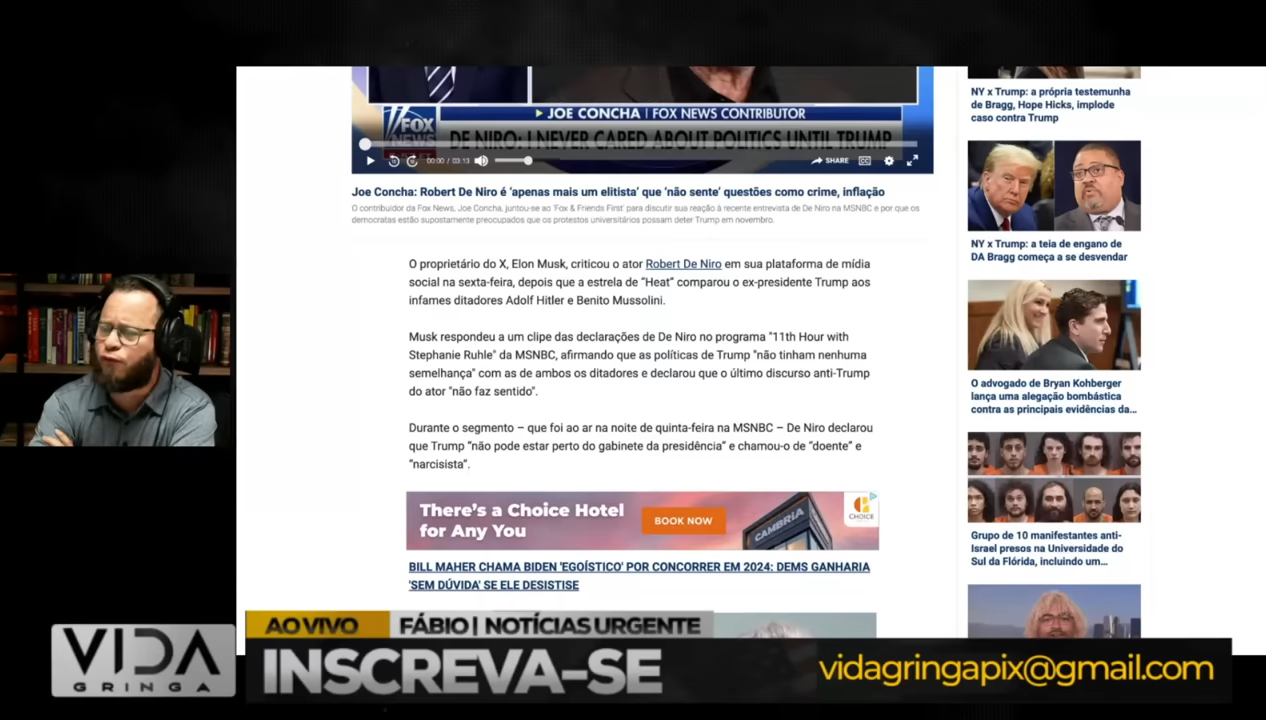 JOE CONCHA | FOX NEWS CONTRIBUTOR
FOX
NEWS
DE NIRO: I NEVER CARED ABOUT POLITICS UNTIL TRUMP
00:00 / 03:13
SHARE
Joe Concha: Robert De Niro é ‘apenas mais um elitista’ que ‘não sente’ questões como crime, inflação
O contribuidor da Fox News, Joe Concha, juntou-se ao 'Fox & Friends First' para discutir sua reação à recente entrevista de De Niro na MSNBC e por que os
democratas estão supostamente preocupados que os protestos universitários possam deter Trump em novembro.
O proprietário do X, Elon Musk, criticou o ator Robert De Niro em sua plataforma de mídia
social na sexta-feira, depois que a estrela de “Heat” comparou o ex-presidente Trump aos
infames ditadores Adolf Hitler e Benito Mussolini.
Musk respondeu a um clipe das declarações de De Niro no programa "11th Hour with
Stephanie Ruhle" da MSNBC, afirmando que as políticas de Trump "não tinham nenhuma
semelhança" com as de ambos os ditadores e declarou que o último discurso anti-Trump
do ator "não faz sentido".
Durante o segmento – que foi ao ar na noite de quinta-feira na MSNBC – De Niro declarou
que Trump “não pode estar perto do gabinete da presidência” e chamou-o de “doente” e
“narcisista”.
There's a Choice Hotel
for Any You
BOOK NOW
CAMBRIA
CHOICE
BILL MAHER CHAMA BIDEN 'EGOÍSTICO' POR CONCORRER EM 2024: DEMS GANHARIA
'SEM DÚVIDA' SE ELE DESISTISE
NY x Trump: a própria testemunha
de Bragg, Hope Hicks, implode
caso contra Trump
NY x Trump: a teia de engano de
DA Bragg começa a se desvendar
O advogado de Bryan Kohberger
lança uma alegação bombástica
contra as principais evidências da...
Grupo de 10 manifestantes anti-
Israel presos na Universidade do
Sul da Flórida, incluindo um...
VIDA
GRINGA
AO VIVO
FÁBIO | NOTÍCIAS URGENTE
INSCREVA-SE
vidagringapix@gmail.com